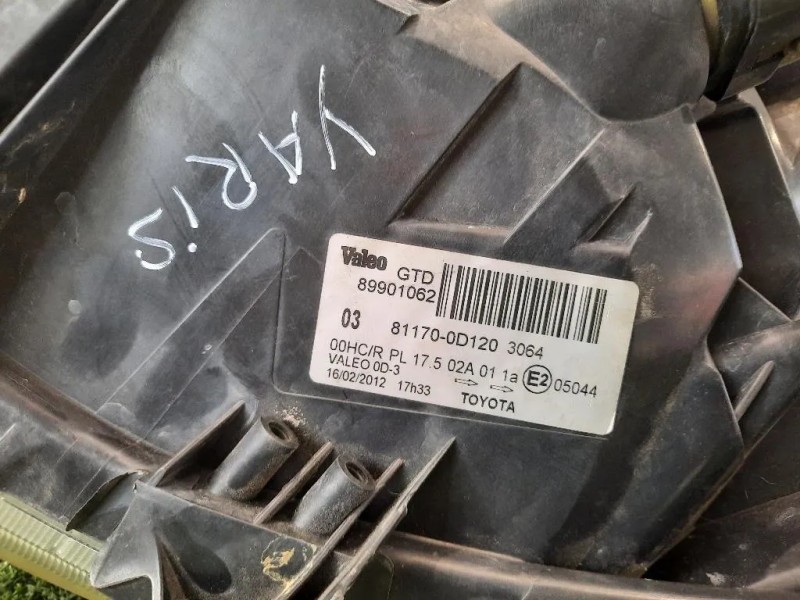 YARiS
Valeo GTD
89901062
03 81170-0D120 3064
00HC/R PL 17.5 02A 01 1a E2 05044
VALEO 0D-3
16/02/2012 17h33 TOYOTA